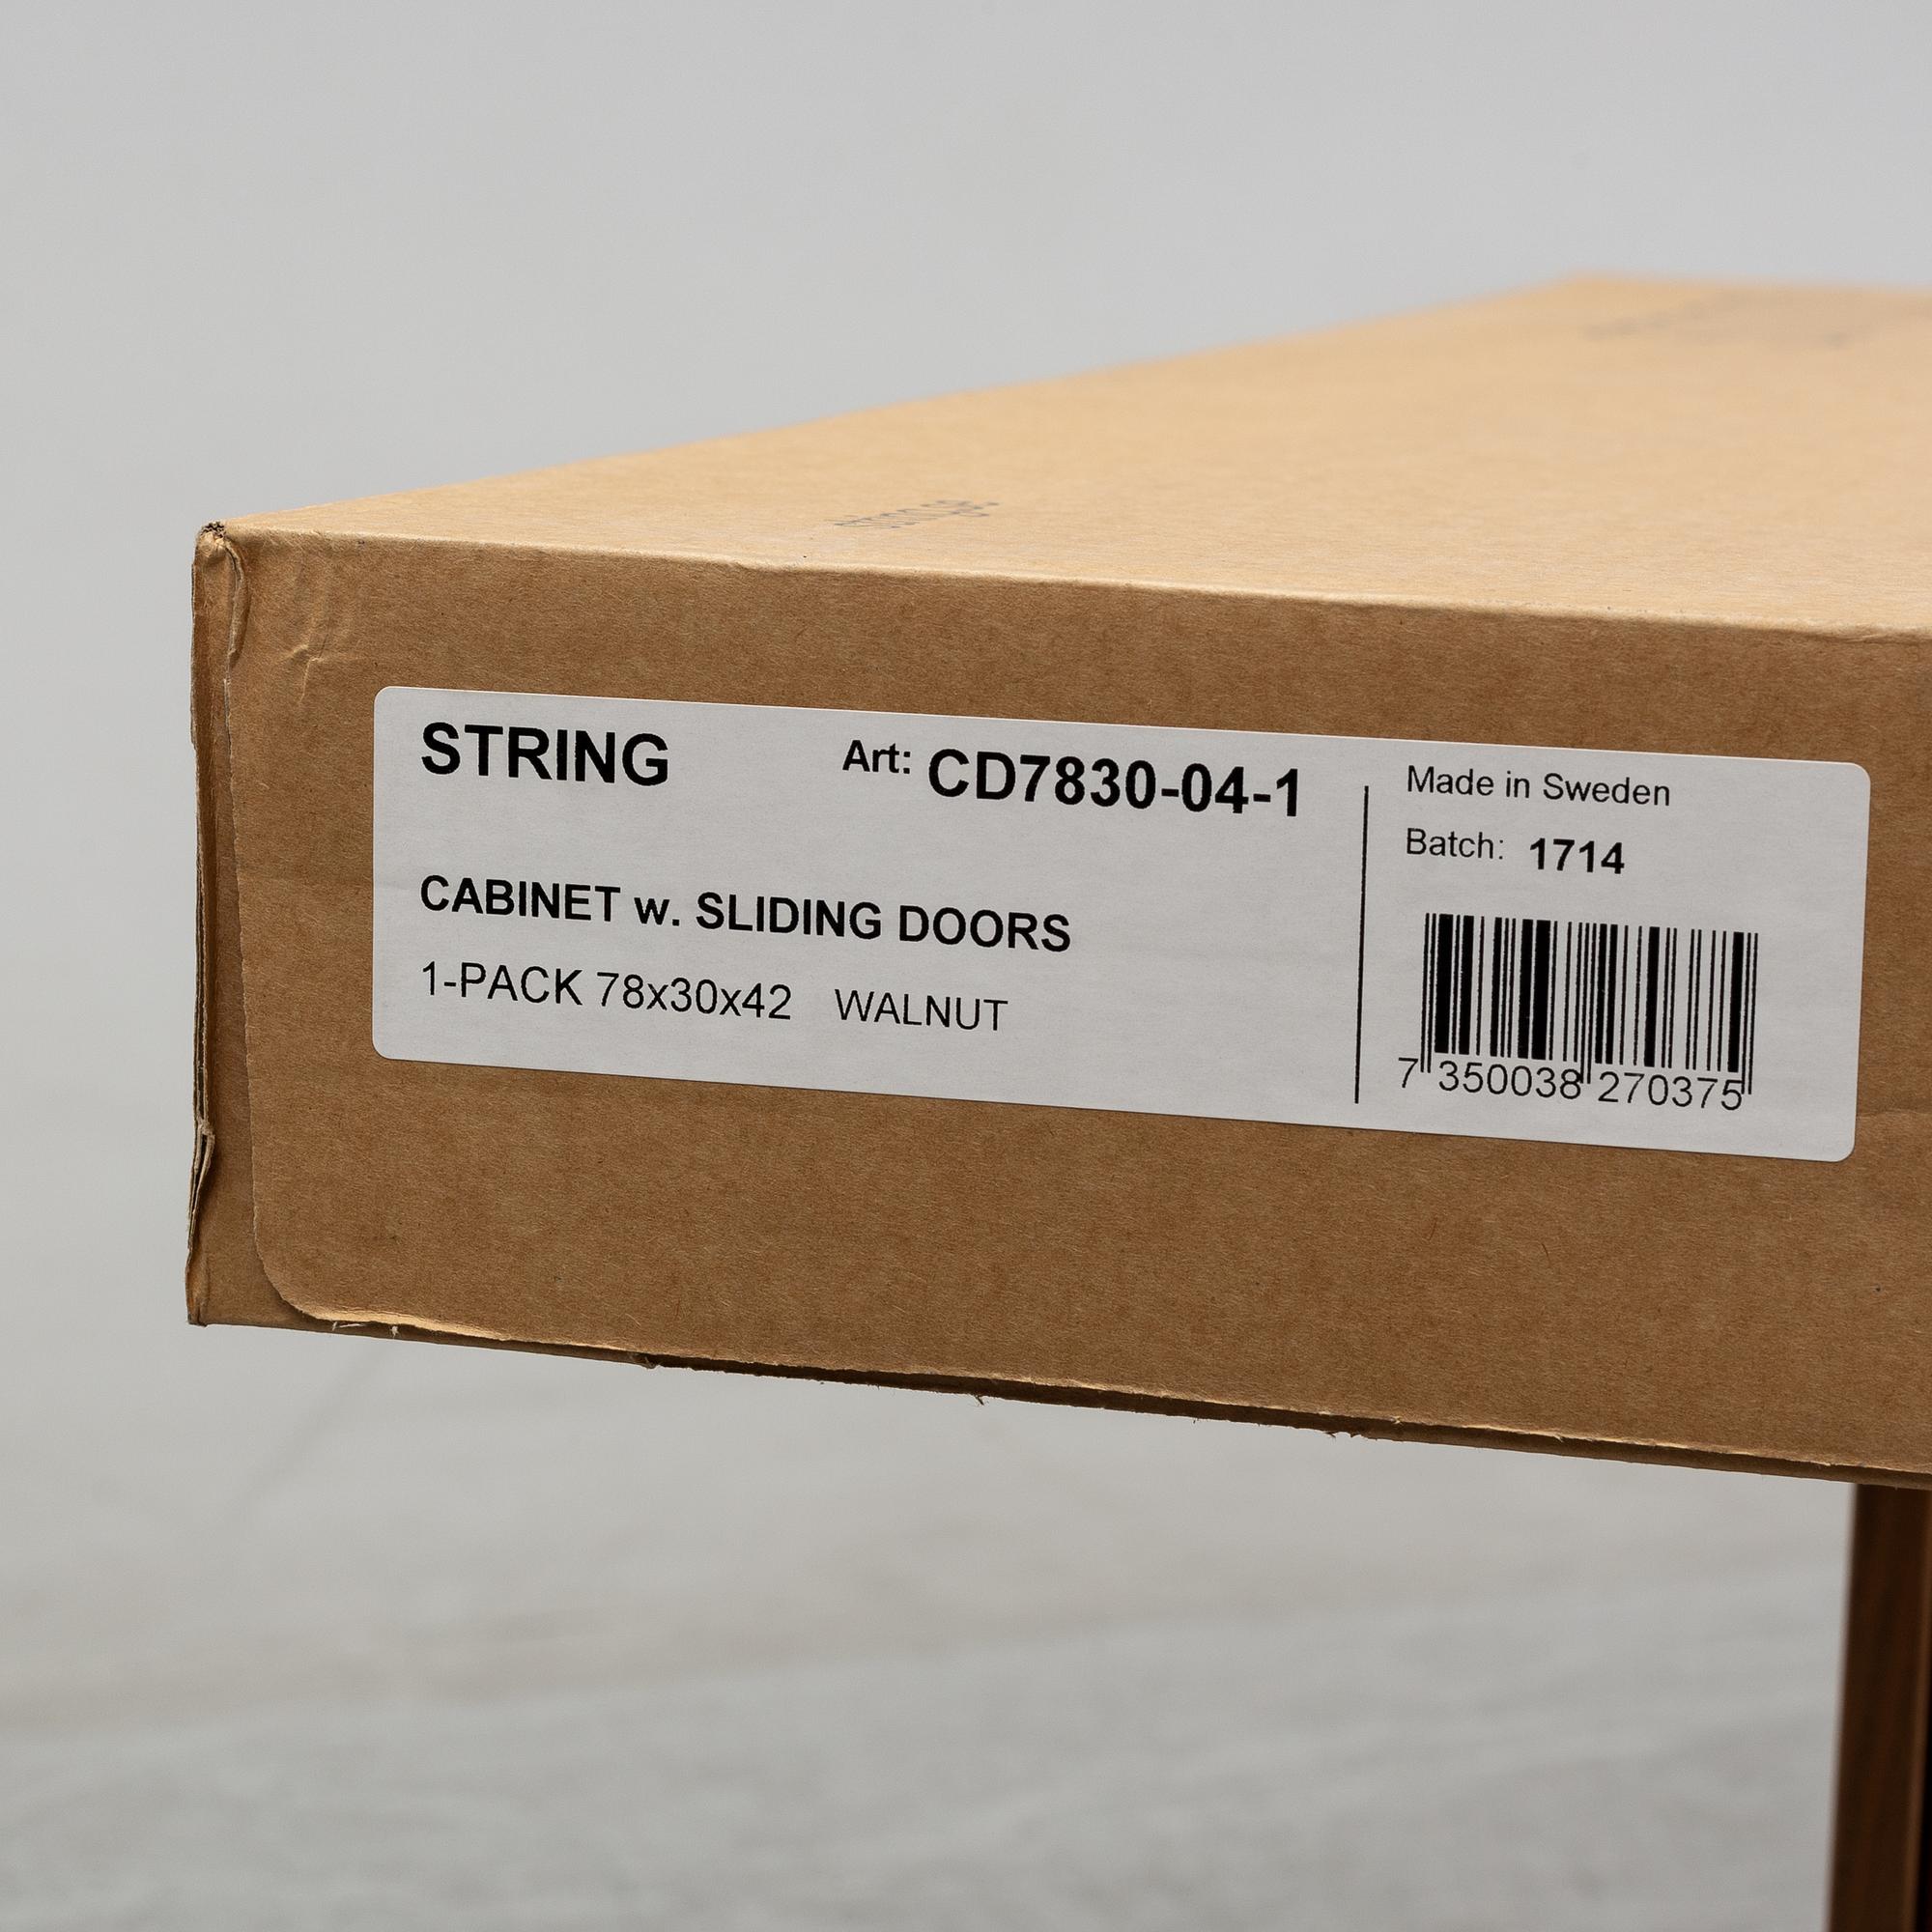 STRING
Art: CD7830-04-1
CABINET w. SLIDING DOORS
1-PACK 78x30x42 WALNUT
Made in Sweden
Batch: 1714
7 350038 270375